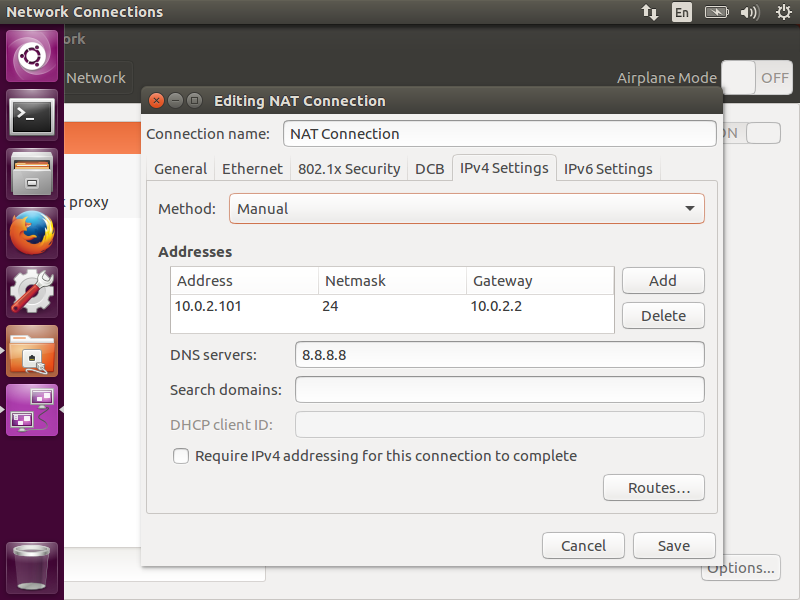 Network Connections
En
ork
Network
Airplane Mode
OFF
Editing NAT Connection
Connection name:
NAT Connection
ON
General
Ethernet
802.1x Security
DCB
IPv4 Settings
IPv6 Settings
proxy
Method:
Manual
Addresses
Address
Netmask
Gateway
Add
10.0.2.101
24
10.0.2.2
Delete
DNS servers:
8.8.8.8
Search domains:
DHCP client ID:
Require IPv4 addressing for this connection to complete
Routes...
Cancel
Save
Options...